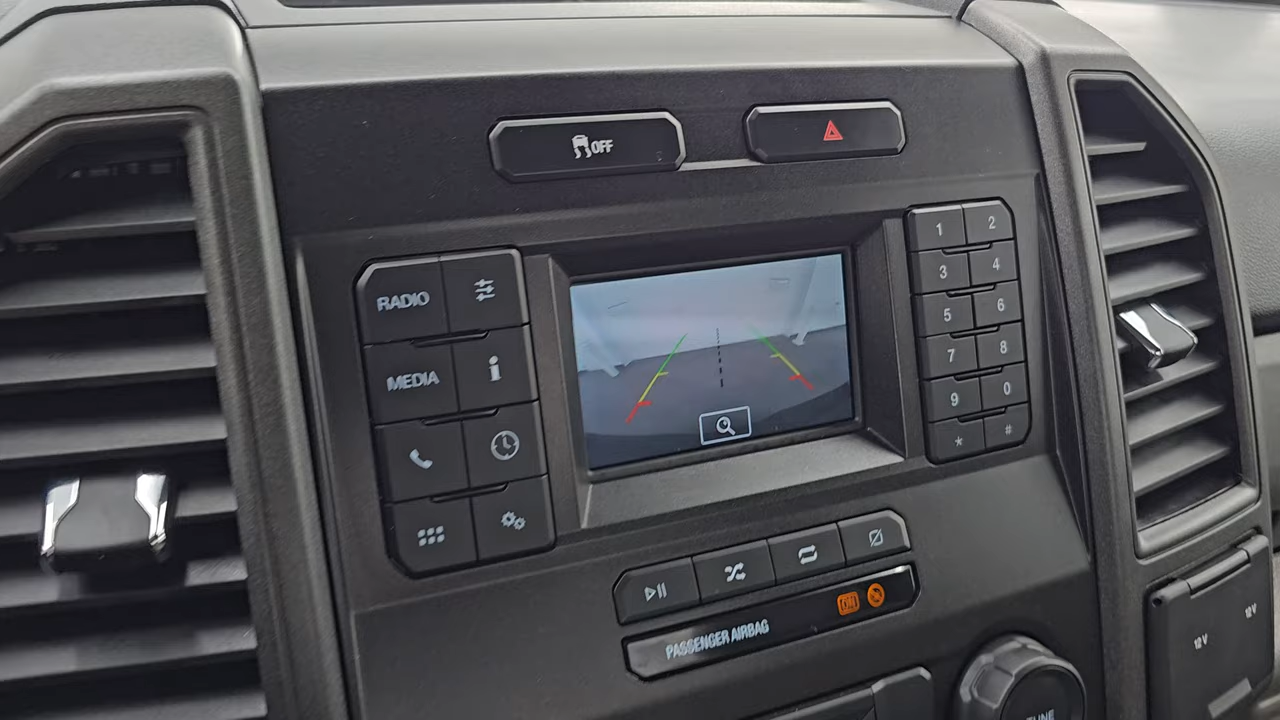 OFF
RADIO
MEDIA
i
1 2
3 4
5 6
7 8
9 0
* #
PASSENGER AIRBAG
12V
12V
TUNE